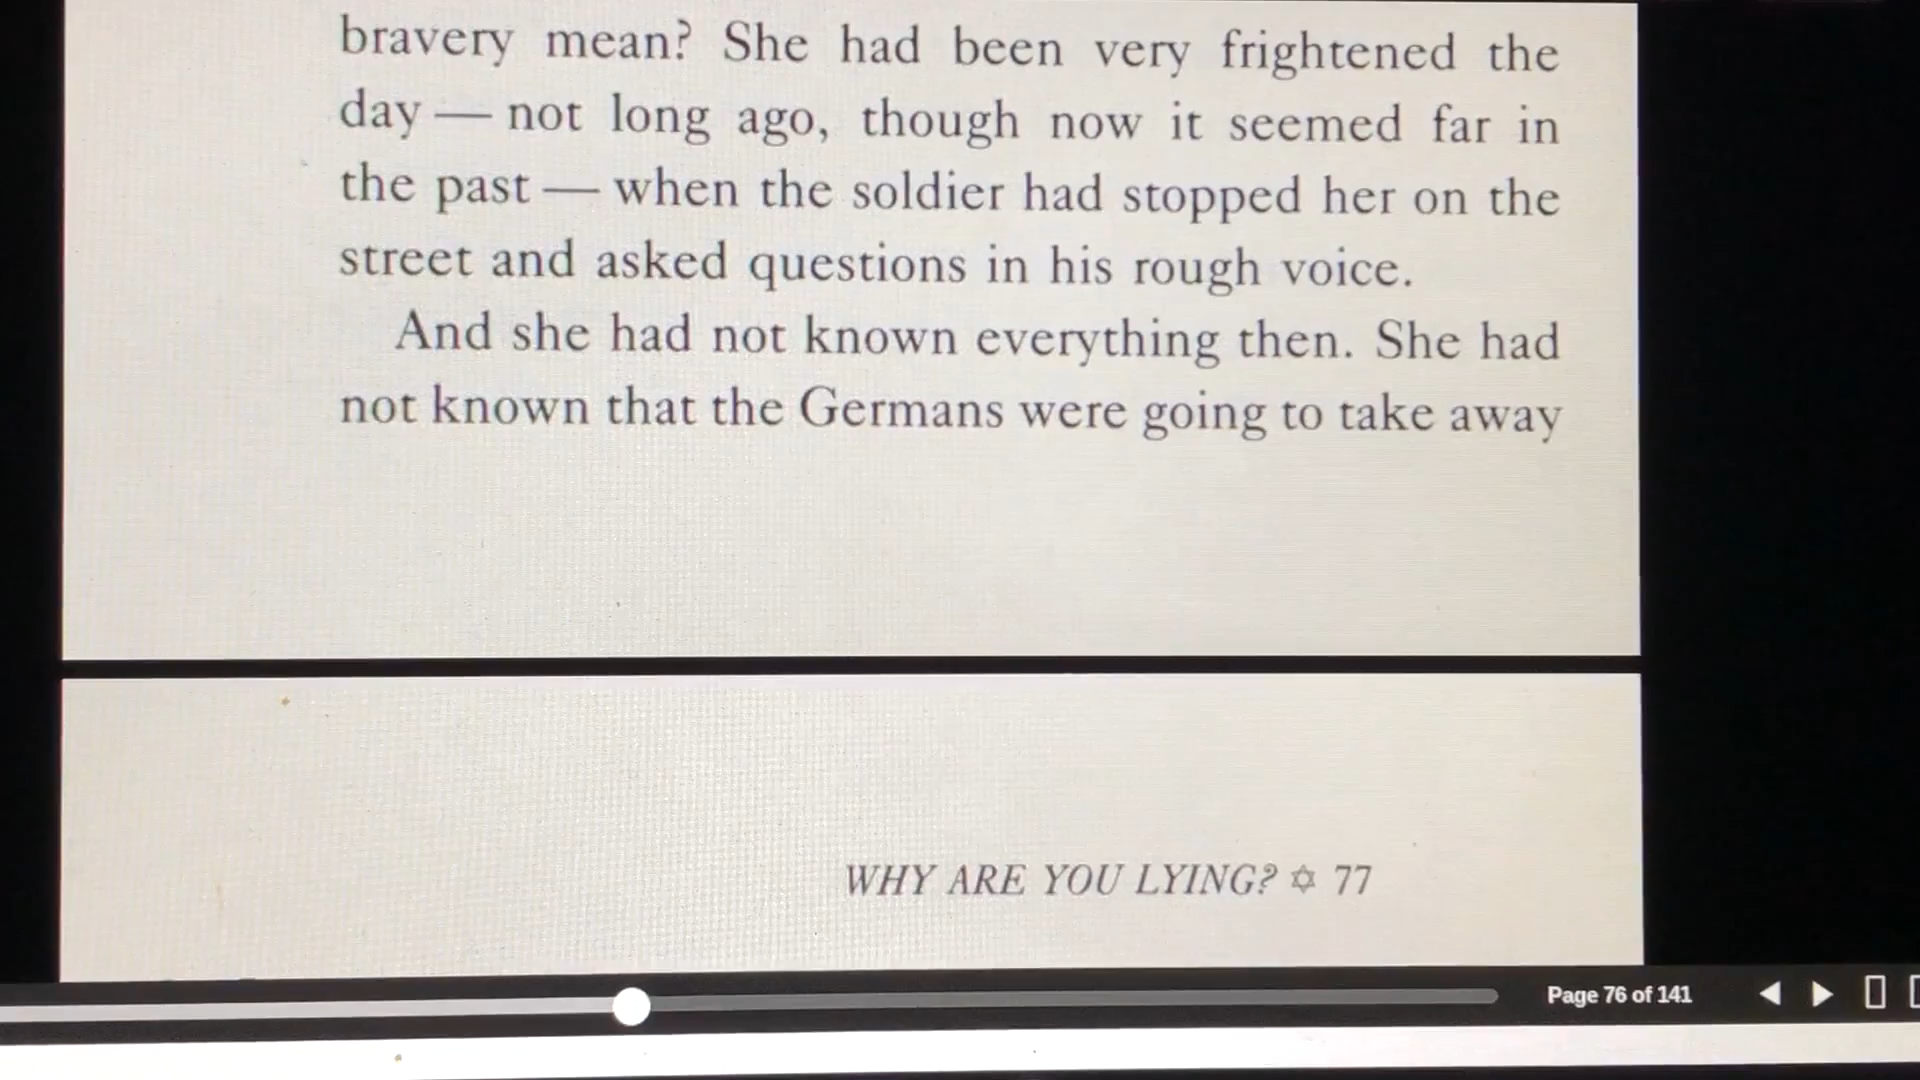 bravery mean? She had been very frightened the
day — not long ago, though now it seemed far in
the past — when the soldier had stopped her on the
street and asked questions in his rough voice.
And she had not known everything then. She had
not known that the Germans were going to take away
WHY ARE YOU LYING? ✡ 77
Page 76 of 141